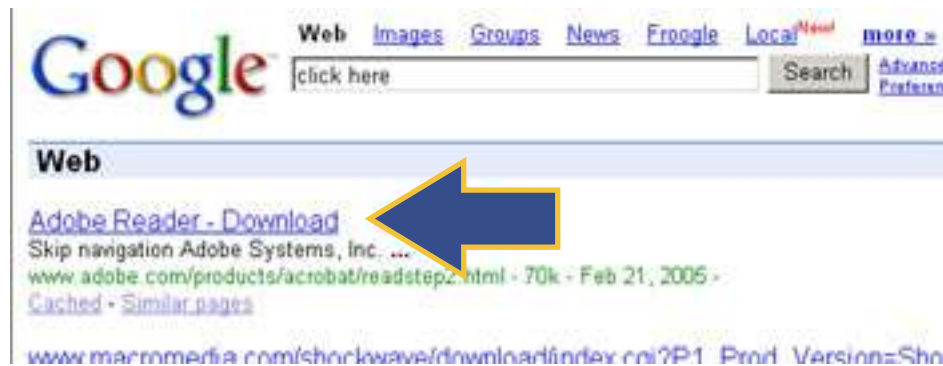 Google
Web Images Groups News Froogle Local New! more »
click here Search
Web
Adobe Reader - Download
Skip navigation Adobe Systems, Inc. ...
www.adobe.com/products/acrobat/readstep2.html - 70k - Feb 21, 2005 -
Cached - Similar pages
www.macromedia.com/shockwave/download/index.cgi?P1_Prod_Version=Sho